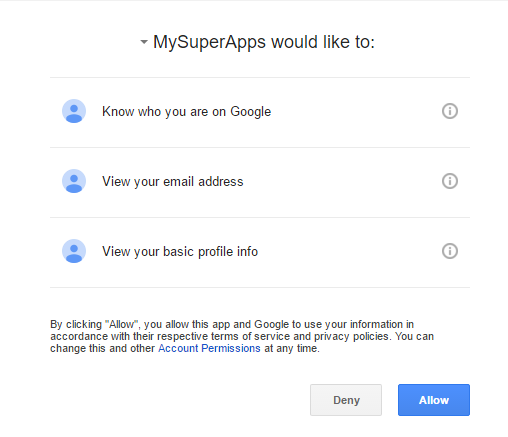 MySuperApps would like to:
Know who you are on Google
View your email address
View your basic profile info
By clicking "Allow", you allow this app and Google to use your information in
accordance with their respective terms of service and privacy policies. You can
change this and other Account Permissions at any time.
Deny Allow